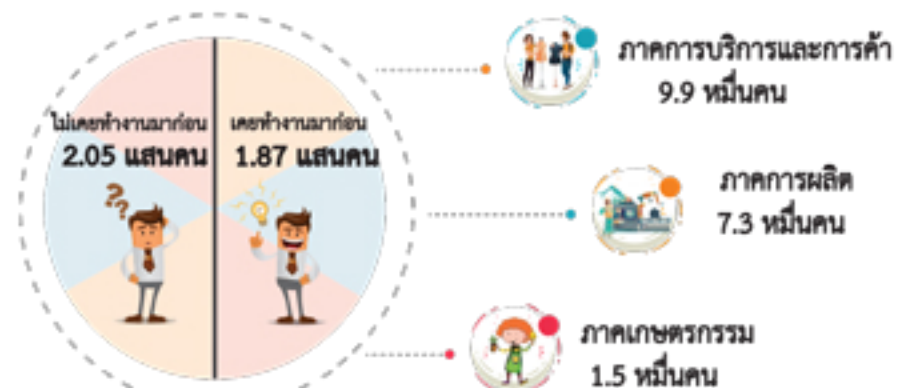 ไม่เคยทำงานมาก่อน
2.05 แสนคน
เคยทำงานมาก่อน
1.87 แสนคน
ภาคการบริการและการค้า
9.9 หมื่นคน
ภาคการผลิต
7.3 หมื่นคน
ภาคเกษตรกรรม
1.5 หมื่นคน